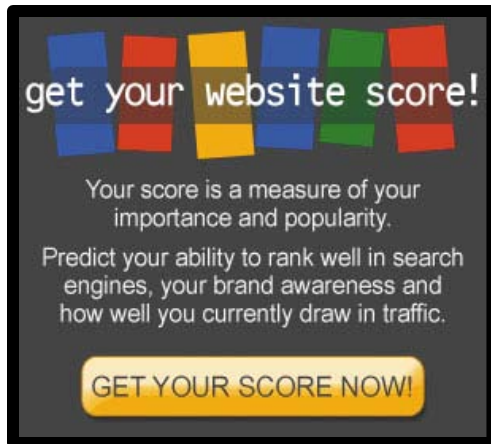 get your website score!
Your score is a measure of your
importance and popularity.
Predict your ability to rank well in search
engines, your brand awareness and
how well you currently draw in traffic.
GET YOUR SCORE NOW!